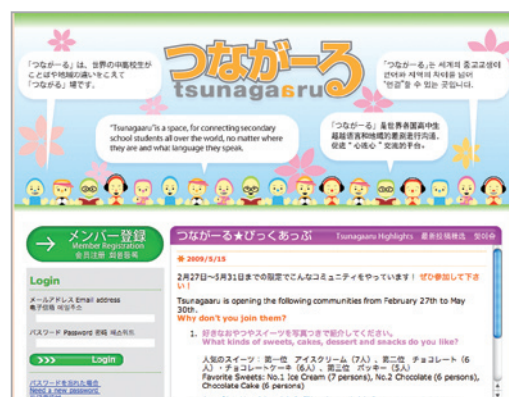 「つながーる」は、世界の中高校生が
ことばや地域の違いをこえて
「つながる」場です。
つながーる
tsunagaaru
「つながーる」는 세계의 중고교생이
언어와 지역의 차이를 넘어
"연결"할 수 있는 곳입니다.
"Tsunagaaru"is a space, for connecting secondary
school students all over the world, no matter where
they are and what language they speak.
「つながーる」是世界各国高中生
超越语言和地域的最新进行沟通、
促进 " 心连心 " 交流的平台。
メンバー登録
Member Registration
会员注册 회원등록
つながーる★びっくあっぷ Tsunagaaru Highlights 最新投稿精选 핫이슈
2009/5/15
2月27日~5月31日までの限定でこんなコミュニティをやっています! ぜひ参加して下さ
い!
Tsunagaaru is opening the following communities from February 27th to May
30th.
Why don't you join them?
1. 好きなおやつやスイーツを写真つきで紹介してください。
What kinds of sweets, cakes, dessert and snacks do you like?
人気のスイーツ: 第一位 アイスクリーム (7人) 、第二位 チョコレート (6
人) ・チョコレートケーキ (6人) 、第三位 パッキー (5人)
Favorite Sweets: No.1 Ice Cream (7 persons), No.2 Chocolate (6 persons),
Chocolate Cake (6 persons)
Login
メールアドレス Email address
电子信箱 메일주소
パスワード Password 密码 패스워드
>>> Login
パスワードを忘れた場合
Need a new password